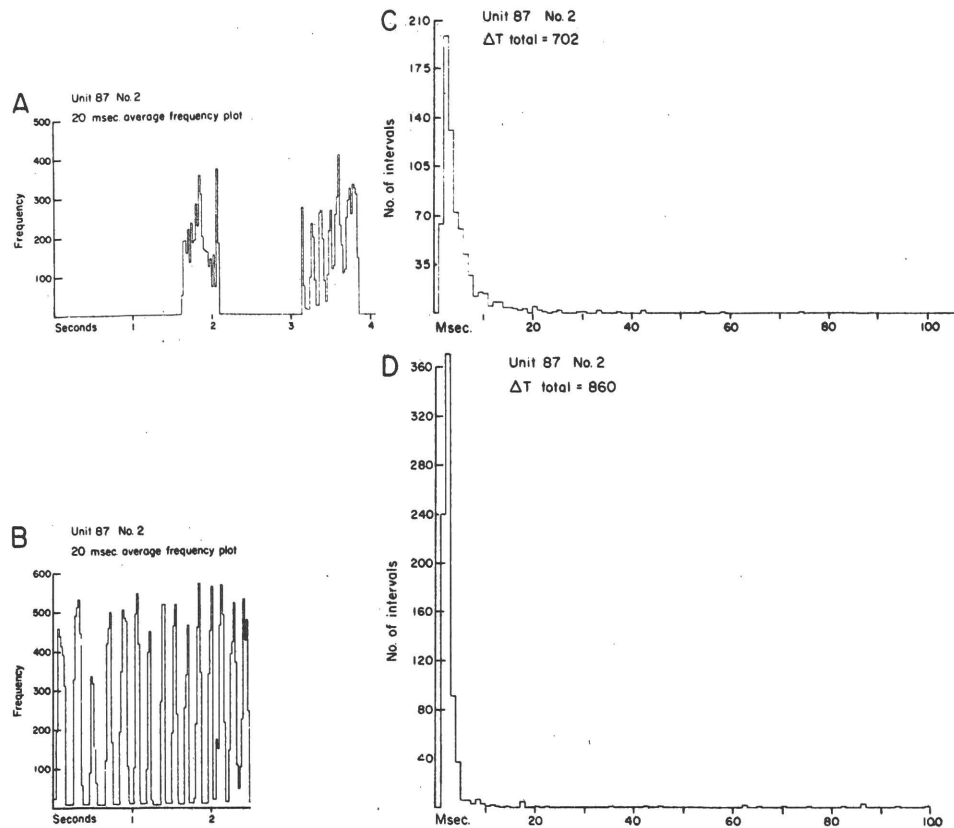 A
Unit 87 No. 2
20 msec. average frequency plot
500
400
300
200
100
Frequency
Seconds
1
2
3
4
B
Unit 87 No. 2
20 msec. average frequency plot
600
500
400
300
200
100
Frequency
Seconds
1
2
C
Unit 87 No. 2
ΔT total = 702
210
175
140
105
70
35
No. of intervals
Msec.
20
40
60
80
100
D
Unit 87 No. 2
ΔT total = 860
360
320
280
240
200
160
120
80
40
No. of intervals
Msec.
20
40
60
80
100